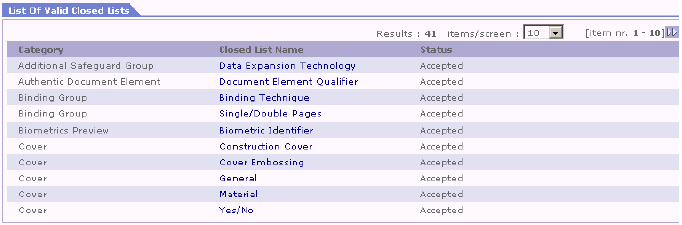 List Of Valid Closed Lists
Results : 41 Items/screen : 10 [Item nr. 1 - 10]
Category Closed List Name Status
Additional Safeguard Group Data Expansion Technology Accepted
Authentic Document Element Document Element Qualifier Accepted
Binding Group Binding Technique Accepted
Binding Group Single/Double Pages Accepted
Biometrics Preview Biometric Identifier Accepted
Cover Construction Cover Accepted
Cover Cover Embossing Accepted
Cover General Accepted
Cover Material Accepted
Cover Yes/No Accepted